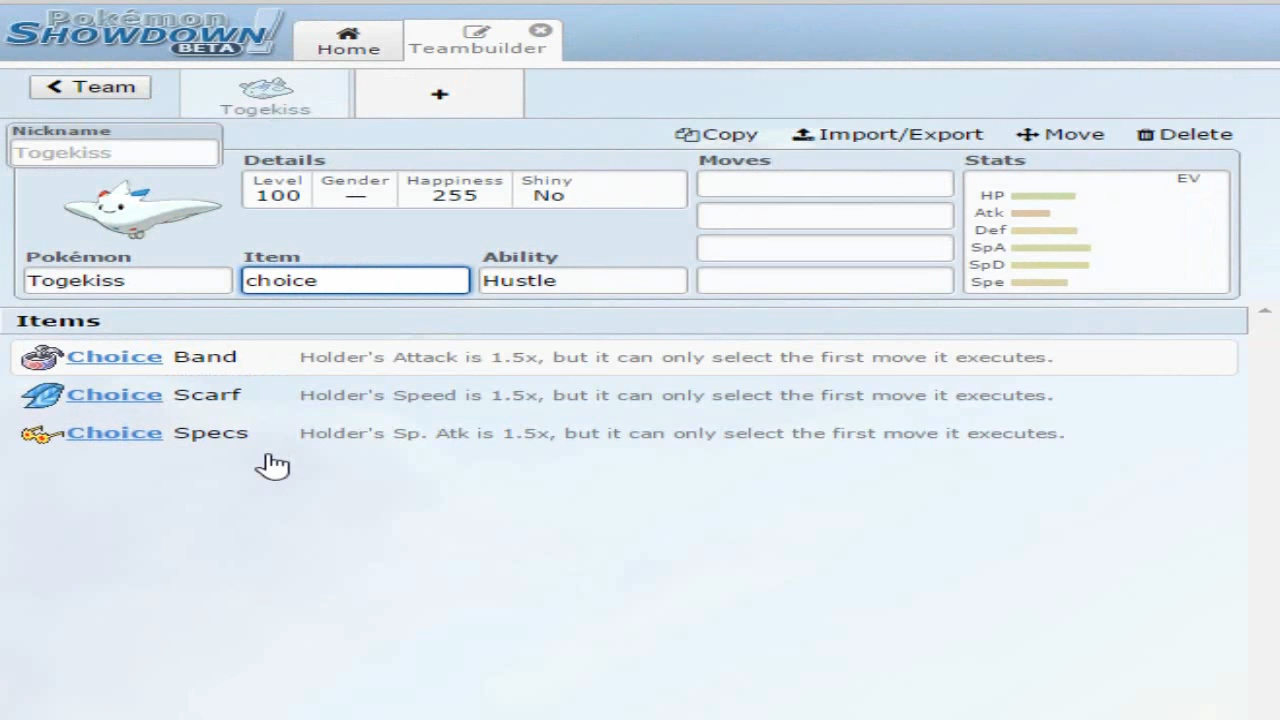 Pokémon
SHOWDOWN!
BETA
Home
Teambuilder
Team
Togekiss
+
Nickname
Togekiss
Copy
Import/Export
Move
Delete
Details
Level
100
Gender
—
Happiness
255
Shiny
No
Pokémon
Togekiss
Item
choice
Ability
Hustle
Moves
Stats
EV
HP
Atk
Def
SpA
SpD
Spe
Items
Choice Band Holder's Attack is 1.5x, but it can only select the first move it executes.
Choice Scarf Holder's Speed is 1.5x, but it can only select the first move it executes.
Choice Specs Holder's Sp. Atk is 1.5x, but it can only select the first move it executes.